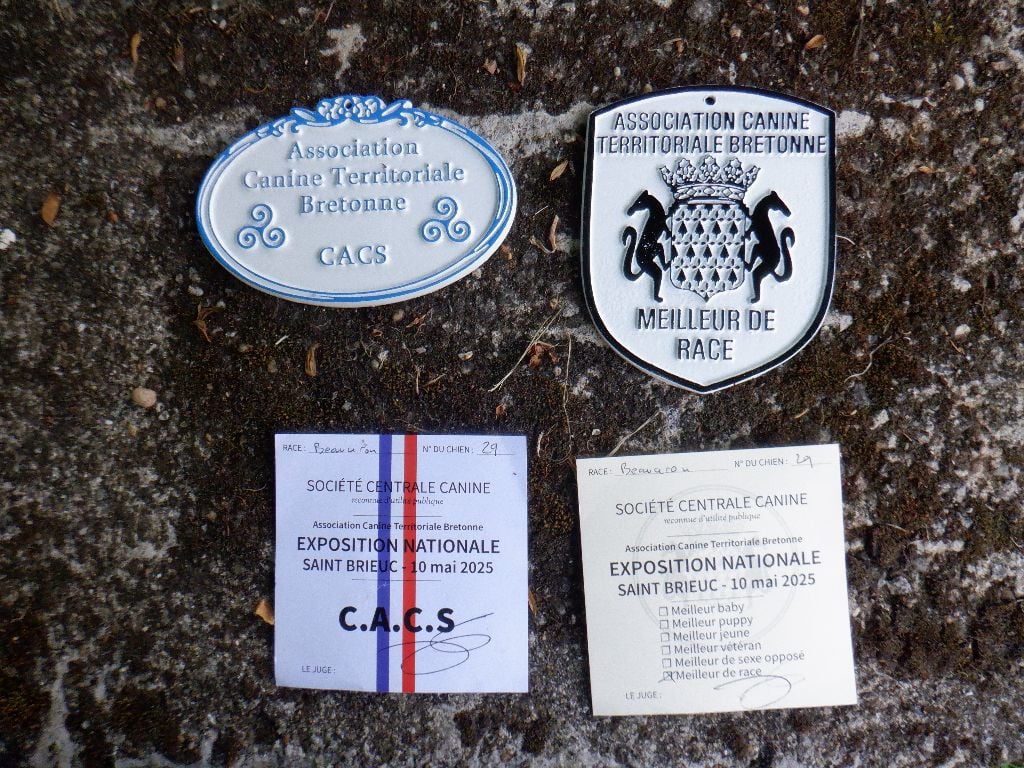 Association
Canine Territoriale
Bretonne
CACS
ASSOCIATION CANINE
TERRITORIALE BRETONNE
MEILLEUR DE
RACE
RACE : Beauceron N° DU CHIEN : 29
SOCIÉTÉ CENTRALE CANINE
reconnue d'utilité publique
Association Canine Territoriale Bretonne
EXPOSITION NATIONALE
SAINT BRIEUC - 10 mai 2025
C.A.C.S
LE JUGE :
RACE : Beauceron N° DU CHIEN : 29
SOCIÉTÉ CENTRALE CANINE
reconnue d'utilité publique
Association Canine Territoriale Bretonne
EXPOSITION NATIONALE
SAINT BRIEUC - 10 mai 2025
Meilleur baby
Meilleur puppy
Meilleur jeune
Meilleur vétéran
Meilleur de sexe opposé
Meilleur de race
LE JUGE :